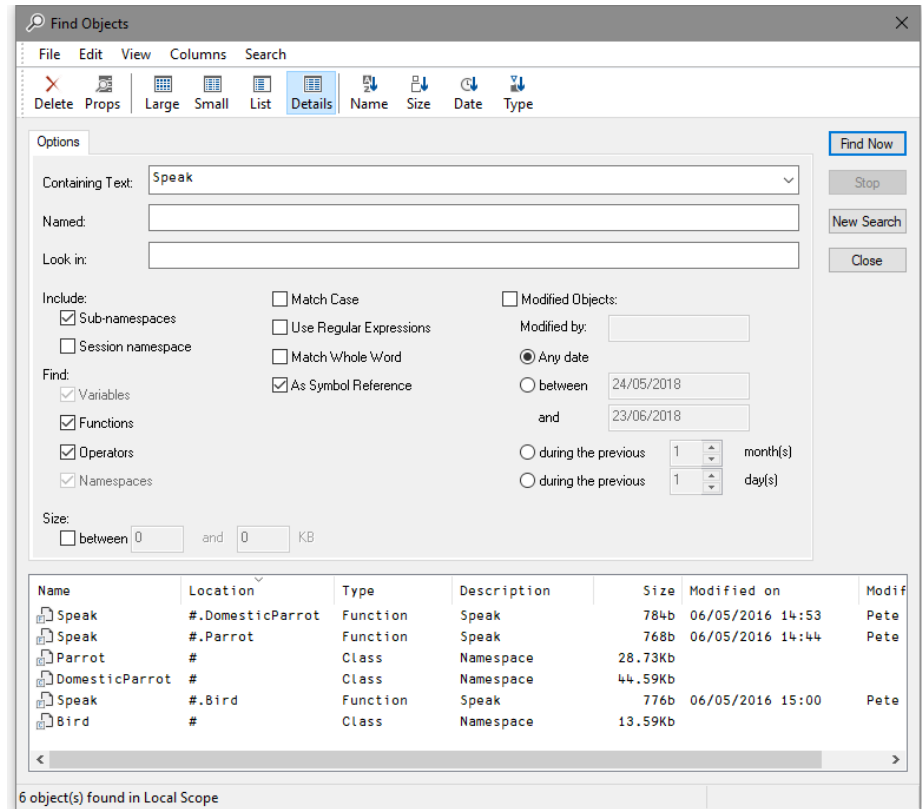 Find Objects
File Edit View Columns Search
Delete Props Large Small List Details Name Size Date Type
Options
Find Now
Containing Text: Speak
Stop
Named:
New Search
Look in:
Close
Include:
Sub-namespaces
Session namespace
Find:
Variables
Functions
Operators
Namespaces
Match Case
Use Regular Expressions
Match Whole Word
As Symbol Reference
Modified Objects:
Modified by:
Any date
between 24/05/2018
and 23/06/2018
during the previous 1 month(s)
during the previous 1 day(s)
Size:
between 0 and 0 KB
Name Location Type Description Size Modified on Modif
Speak #.DomesticParrot Function Speak 784b 06/05/2016 14:53 Pete
Speak #.Parrot Function Speak 768b 06/05/2016 14:44 Pete
Parrot # Class Namespace 28.73Kb
DomesticParrot # Class Namespace 44.59Kb
Speak #.Bird Function Speak 776b 06/05/2016 15:00 Pete
Bird # Class Namespace 13.59Kb
6 object(s) found in Local Scope